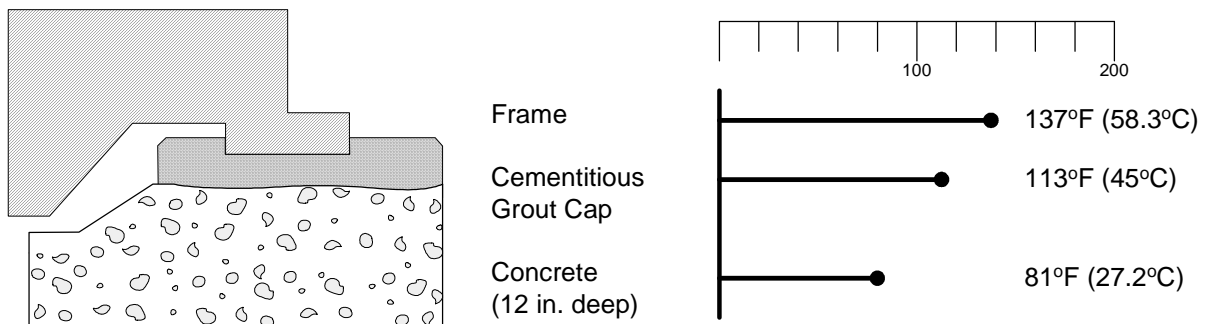 100
200
Frame
137ºF (58.3ºC)
Cementitious
Grout Cap
113ºF (45ºC)
Concrete
(12 in. deep)
81ºF (27.2ºC)